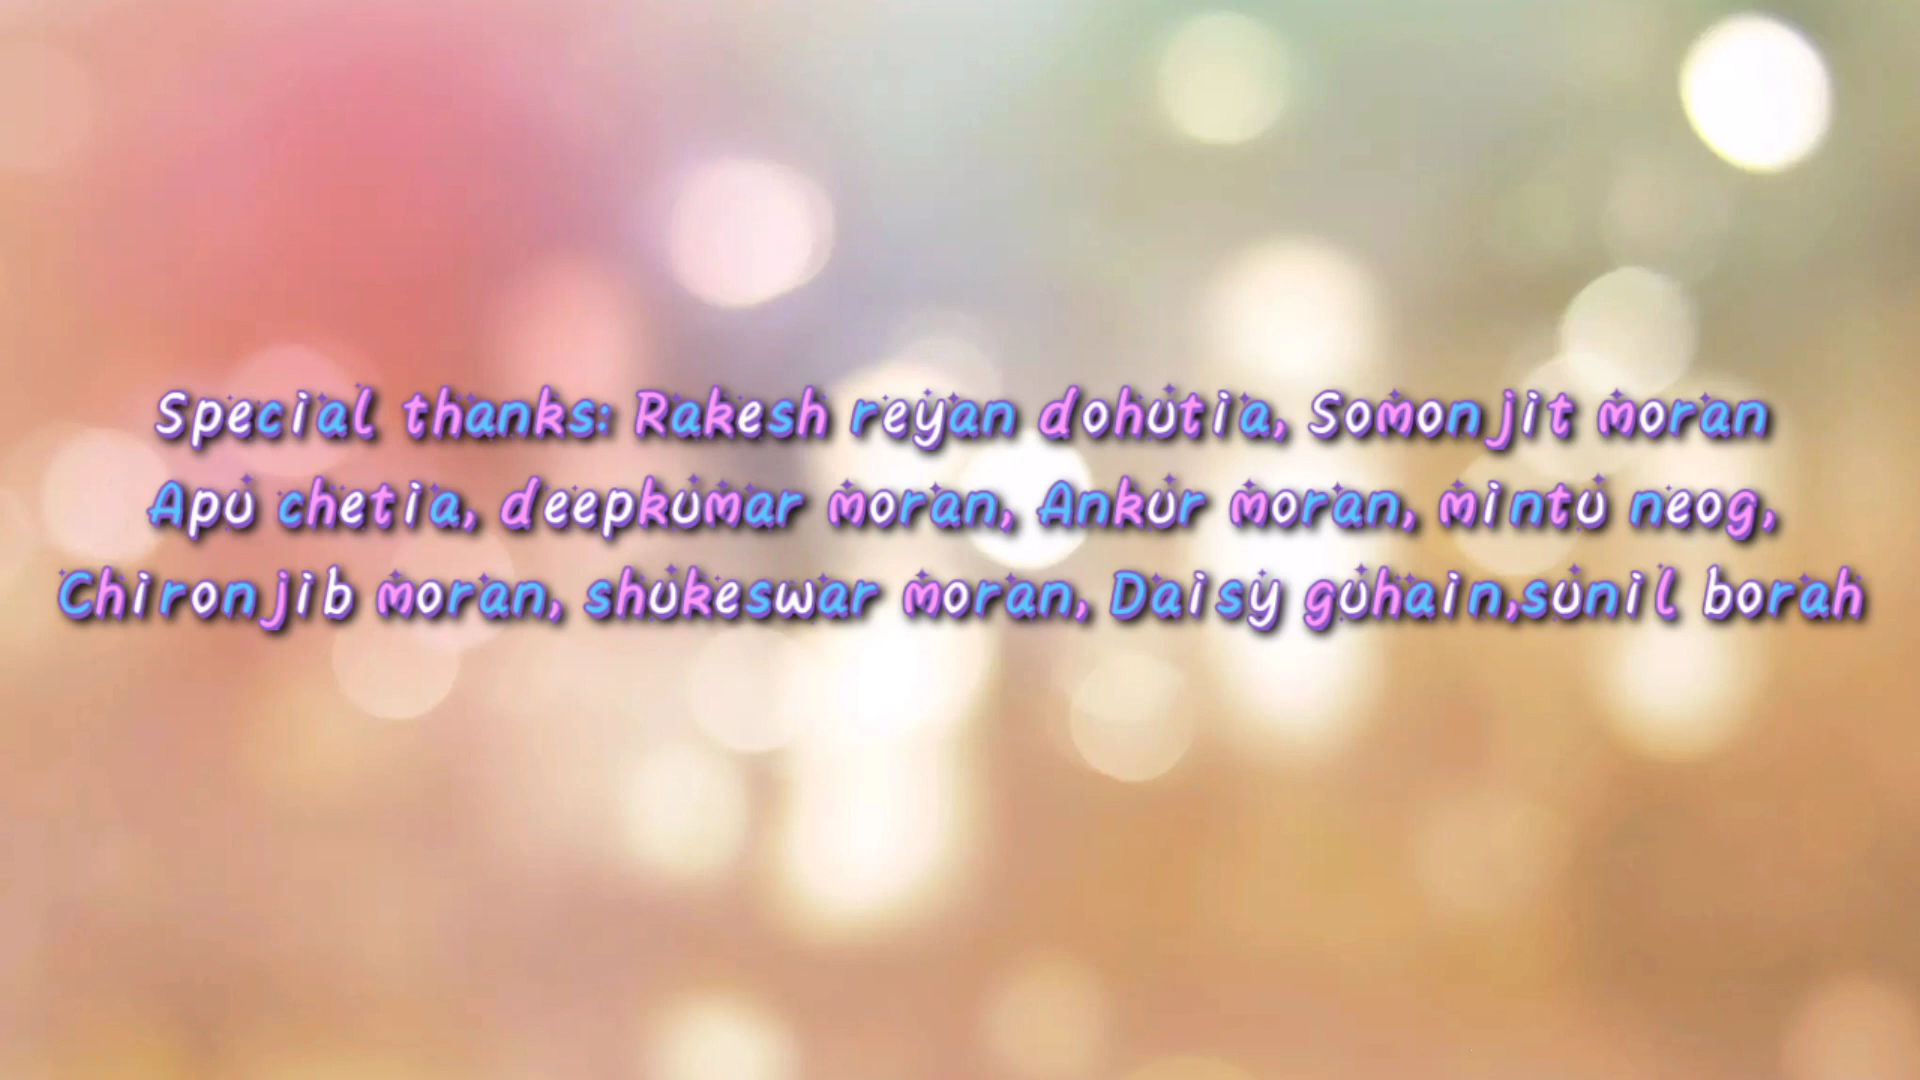 Special thanks: Rakesh reyan dohutia, Somonjit moran
Apu chetia, deepkumar moran, Ankur moran, mintu neog,
Chironjib moran, shukeswar moran, Daisy guhain,sunil borah